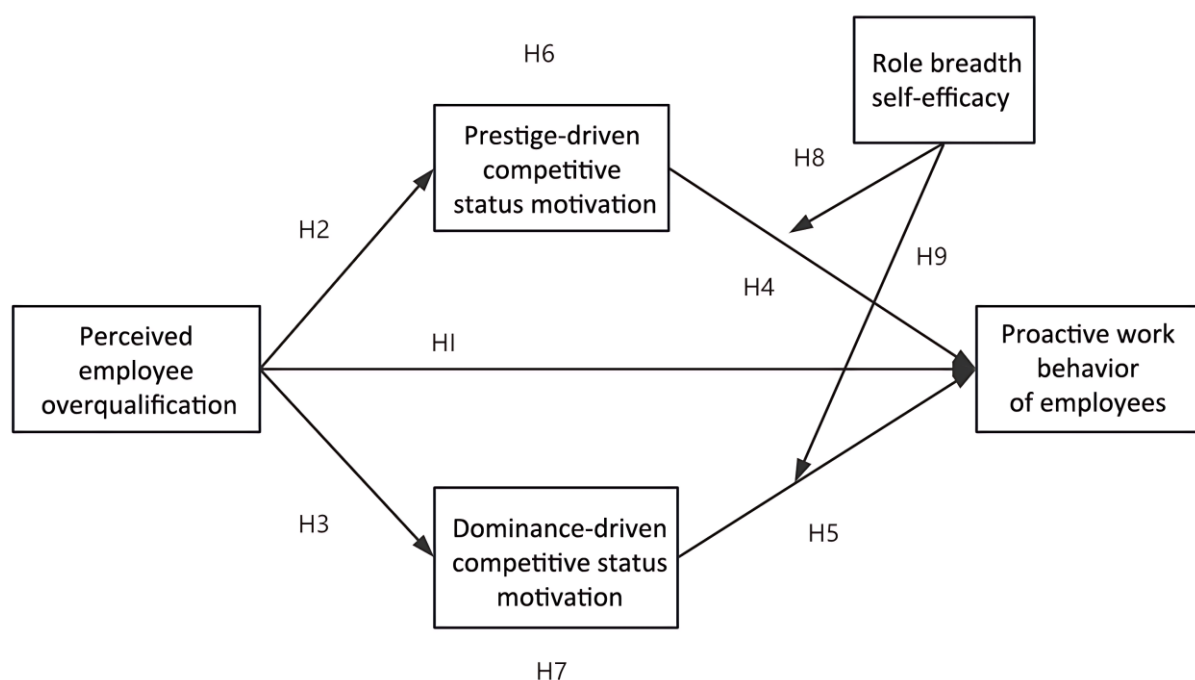 H6
Role breadth
self-efficacy
Prestige-driven
competitive
status motivation
H8
H2
H9
H4
Perceived
employee
overqualification
HI
Proactive work
behavior
of employees
H3
Dominance-driven
competitive status
motivation
H5
H7